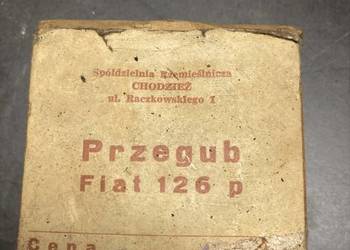 Spółdzielnia Rzemieślnicza
CHODZIEŻ
ul. Raczkowskiego 1
Przegub
Fiat 126 p
Cena